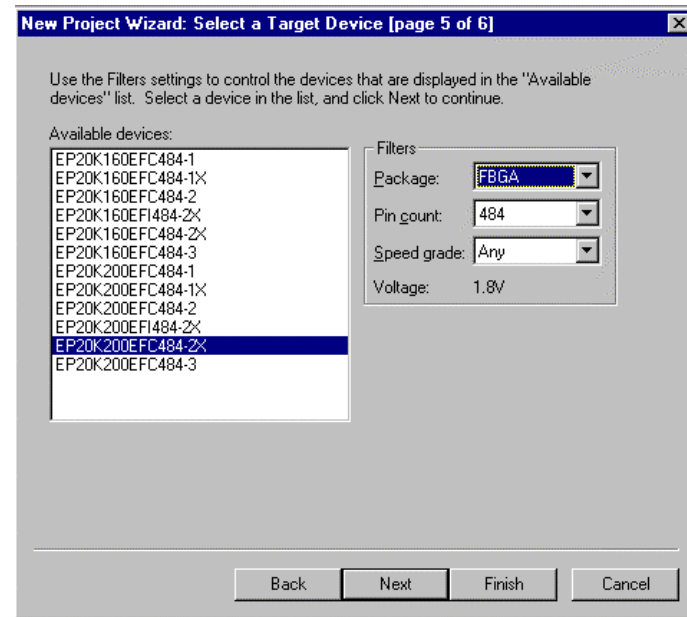 New Project Wizard: Select a Target Device [page 5 of 6]
Use the Filters settings to control the devices that are displayed in the "Available
devices" list. Select a device in the list, and click Next to continue.
Available devices:
EP20K160EFC484-1
EP20K160EFC484-1X
EP20K160EFC484-2
EP20K160EFI484-2X
EP20K160EFC484-2X
EP20K160EFC484-3
EP20K200EFC484-1
EP20K200EFC484-1X
EP20K200EFC484-2
EP20K200EFI484-2X
EP20K200EFC484-2X
EP20K200EFC484-3
Filters
Package: FBGA
Pin count: 484
Speed grade: Any
Voltage: 1.8V
Back Next Finish Cancel